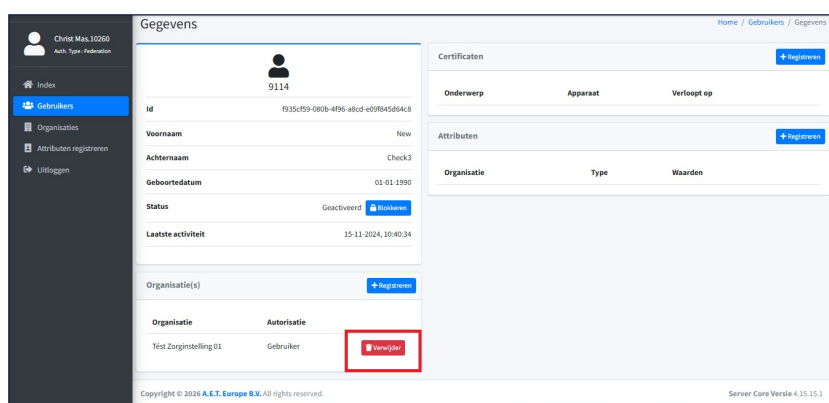 Christ Mas.10260
Auth. Type : Federation
Index
Gebruikers
Organisaties
Attributen registreren
Uitloggen
Gegevens
Home / Gebruikers / Gegevens
9114
Id f935cf59-080b-4f96-a8cd-e09f845d64c8
Voornaam New
Achternaam Check3
Geboortedatum 01-01-1990
Status Geactiveerd Blokkeren
Laatste activiteit 15-11-2024, 10:40:34
Organisatie(s) + Registreren
Organisatie Autorisatie
Tést Zorginstelling 01 Gebruiker Verwijder
Certificaten + Registreren
Onderwerp Apparaat Verloopt op
Attributen + Registreren
Organisatie Type Waarden
Copyright © 2026 A.E.T. Europe B.V. All rights reserved.
Server Core Versie 4.15.15.1